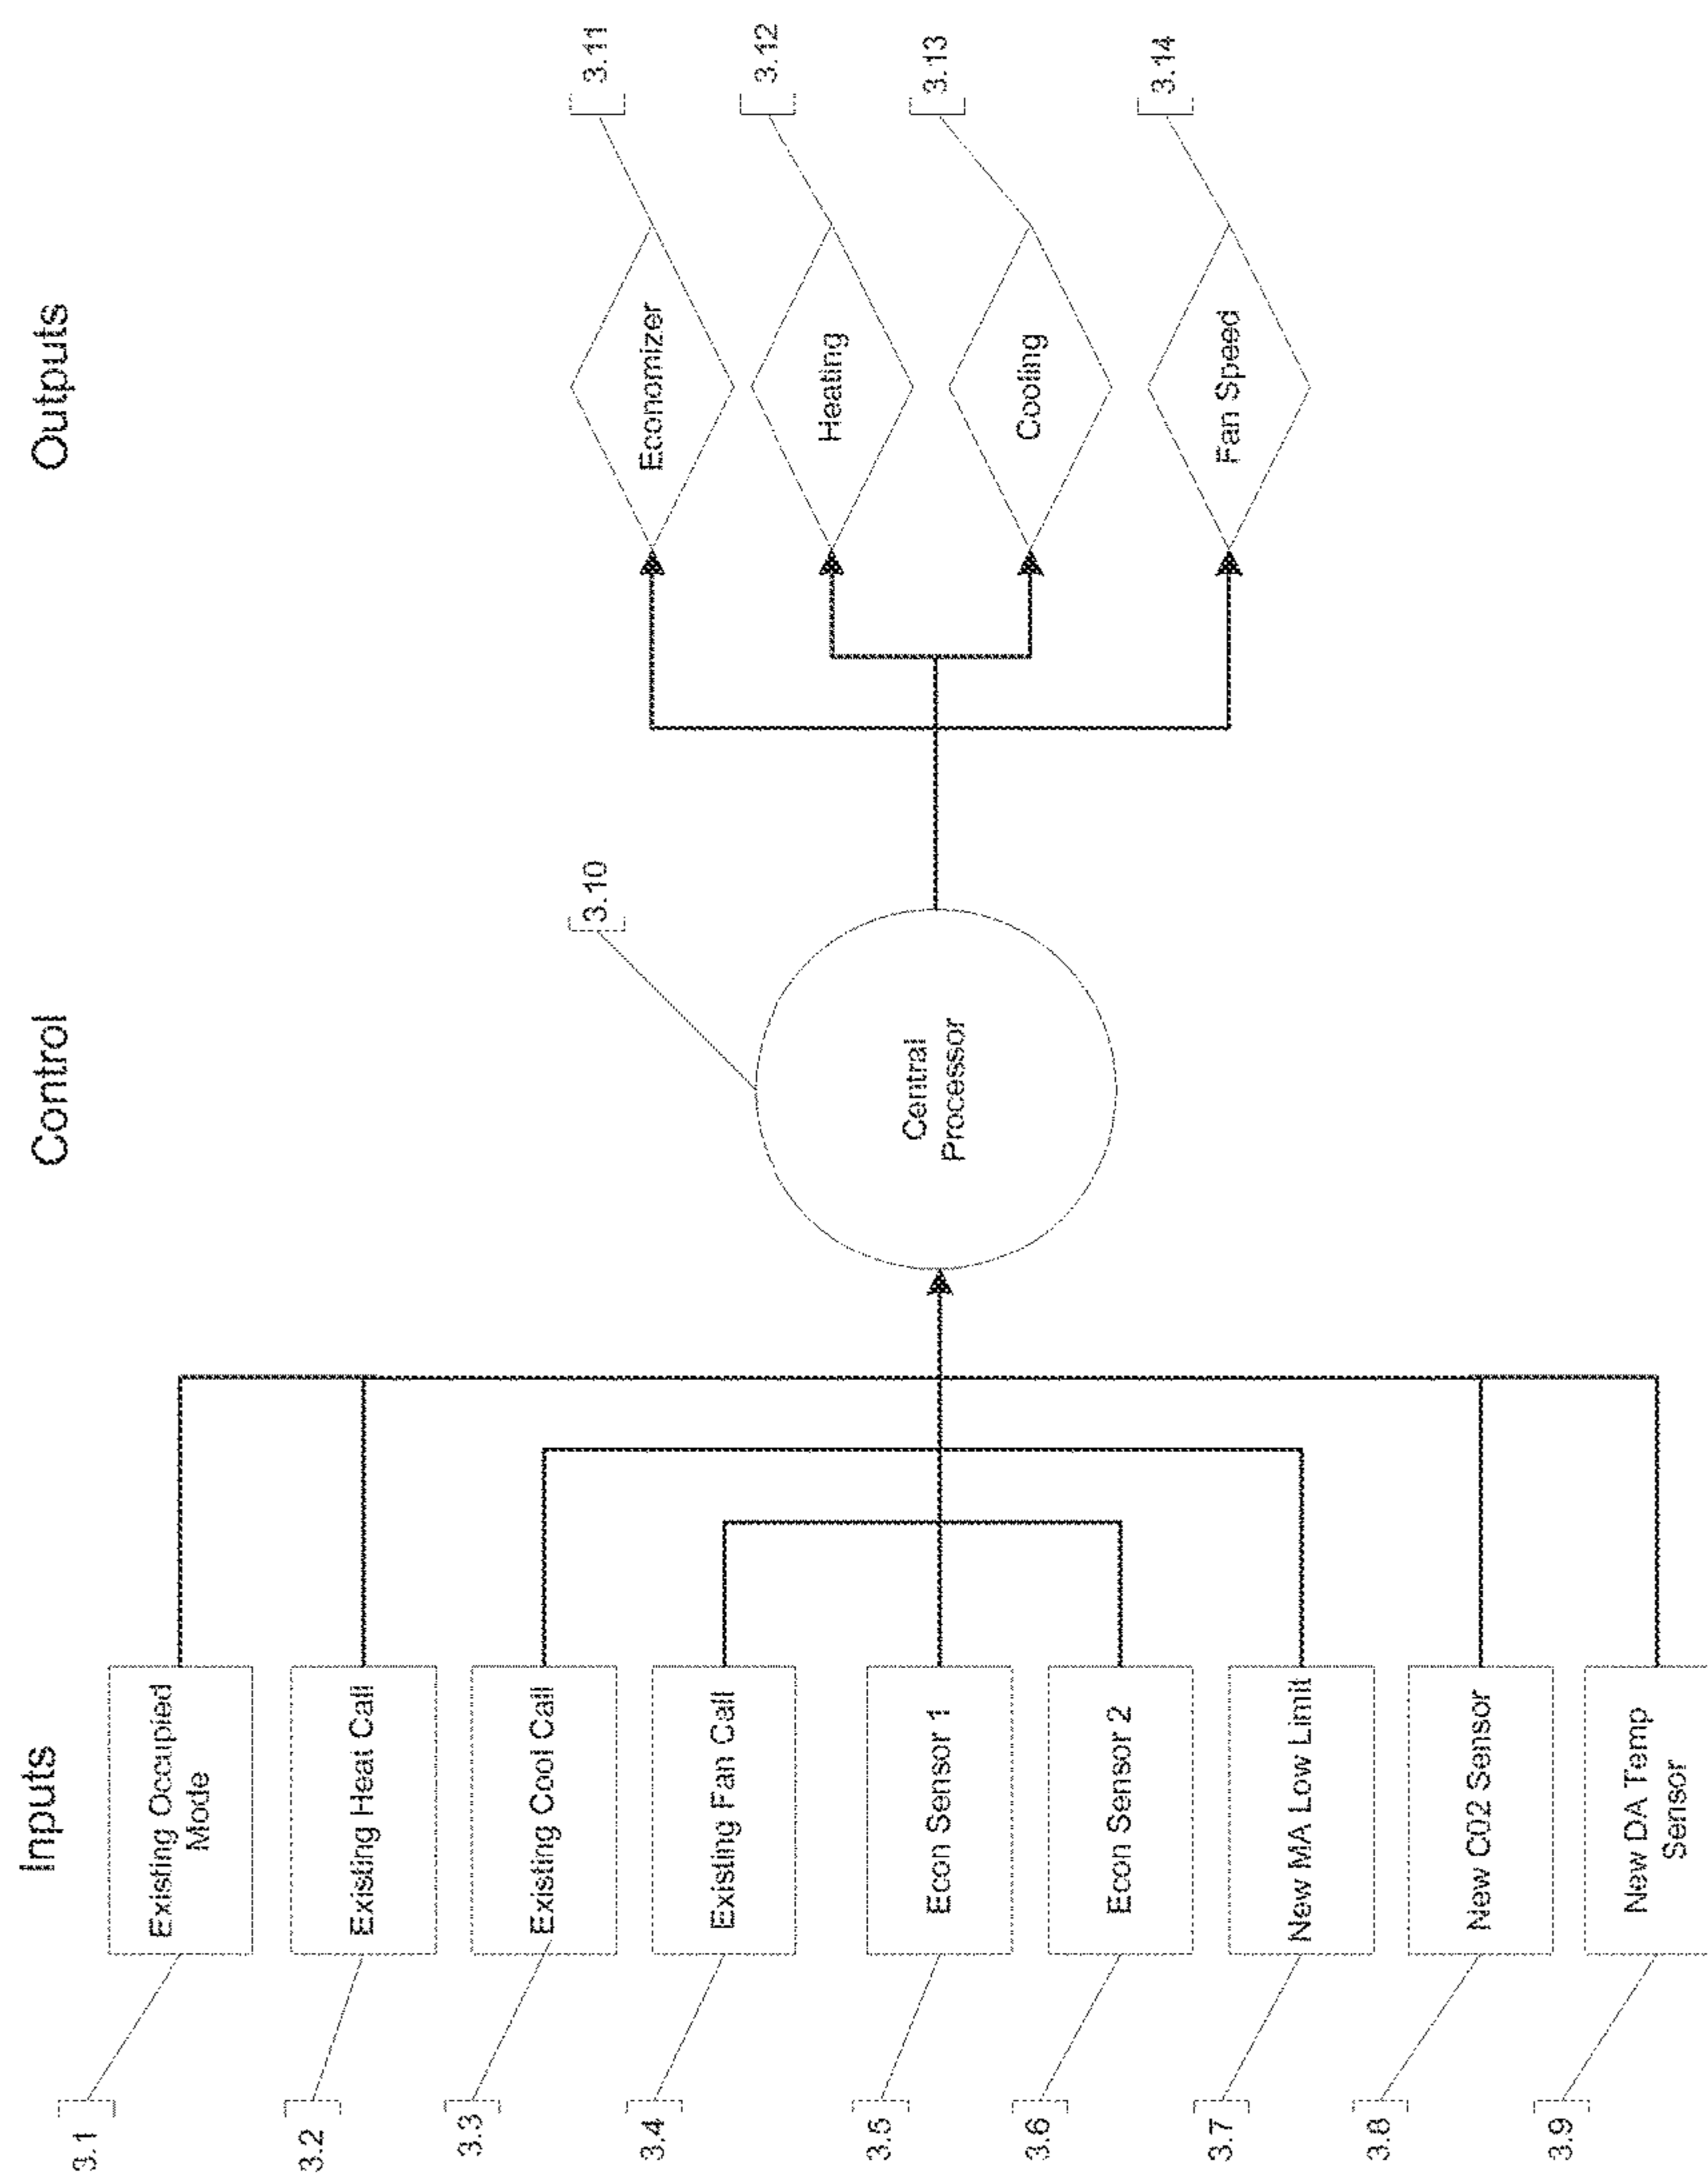 Inputs
Control
Outputs
3.1
Existing Occupied
Mode
3.2
Existing Heat Call
3.3
Existing Cool Call
3.4
Existing Fan Call
3.5
Econ Sensor 1
3.6
Econ Sensor 2
3.7
New MA Low Limit
3.8
New C02 Sensor
3.9
New DA Temp
Sensor
3.10
Central
Processor
3.11
Economizer
3.12
Heating
3.13
Cooling
3.14
Fan Speed